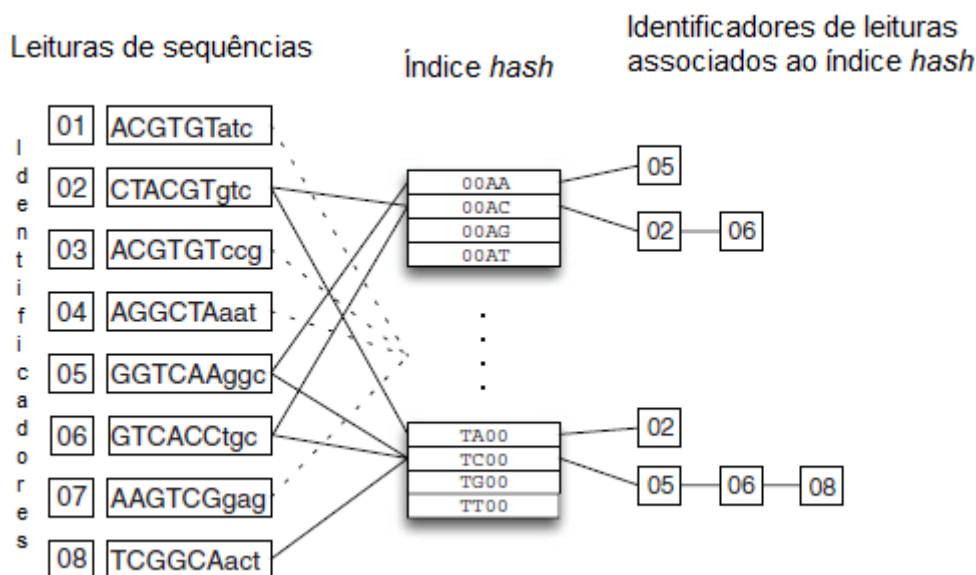 Leituras de sequências
Índice hash
Identificadores de leituras
associados ao índice hash
Identificadores
01 ACGTGTatc
02 CTACGTgtc
03 ACGTGTccg
04 AGGCTAaat
05 GGTCAAggc
06 GTCACCtgc
07 AAGTCGgag
08 TCGGCAact
00AA
00AC
00AG
00AT
TA00
TC00
TG00
TT00
05
02 06
02
05 06 08